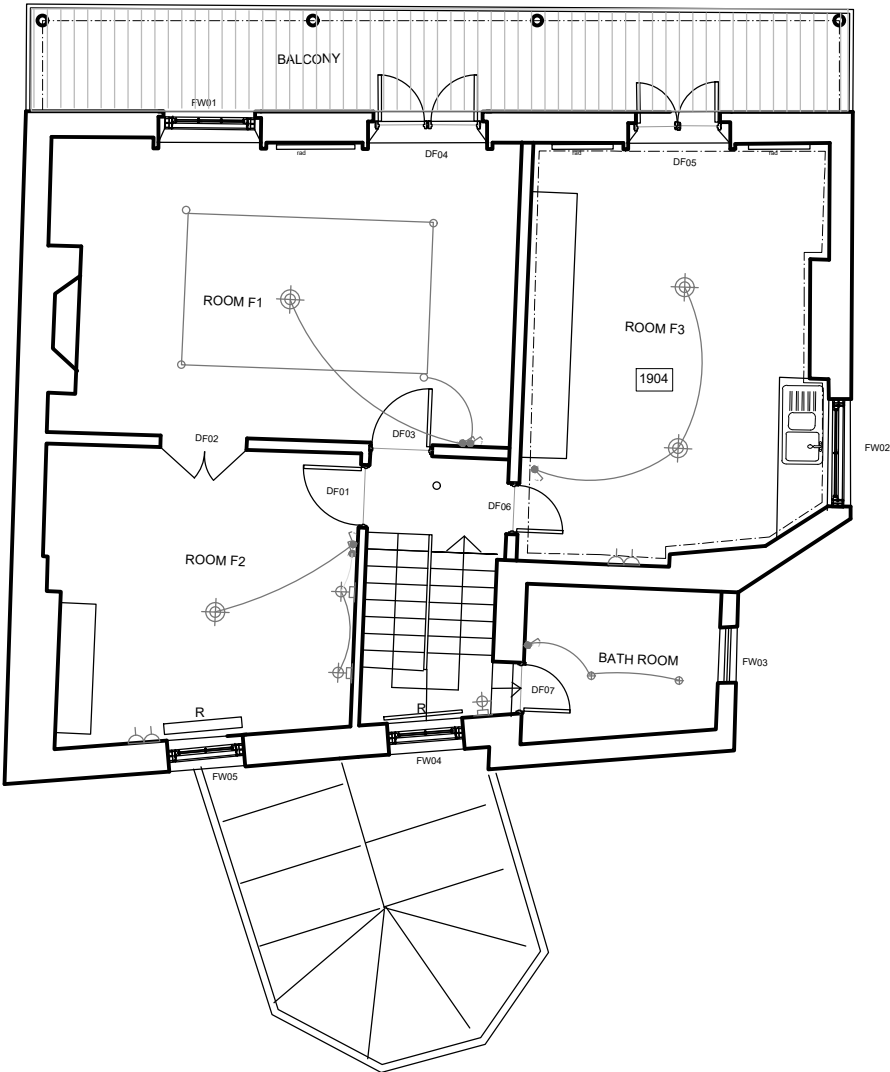 BALCONY
FW01
rad
DF04
rad
DF05
rad
ROOM F1
ROOM F3
1904
DF02
DF03
FW02
DF01
DF06
ROOM F2
BATH ROOM
FW03
DF07
R
R
FW04
FW05